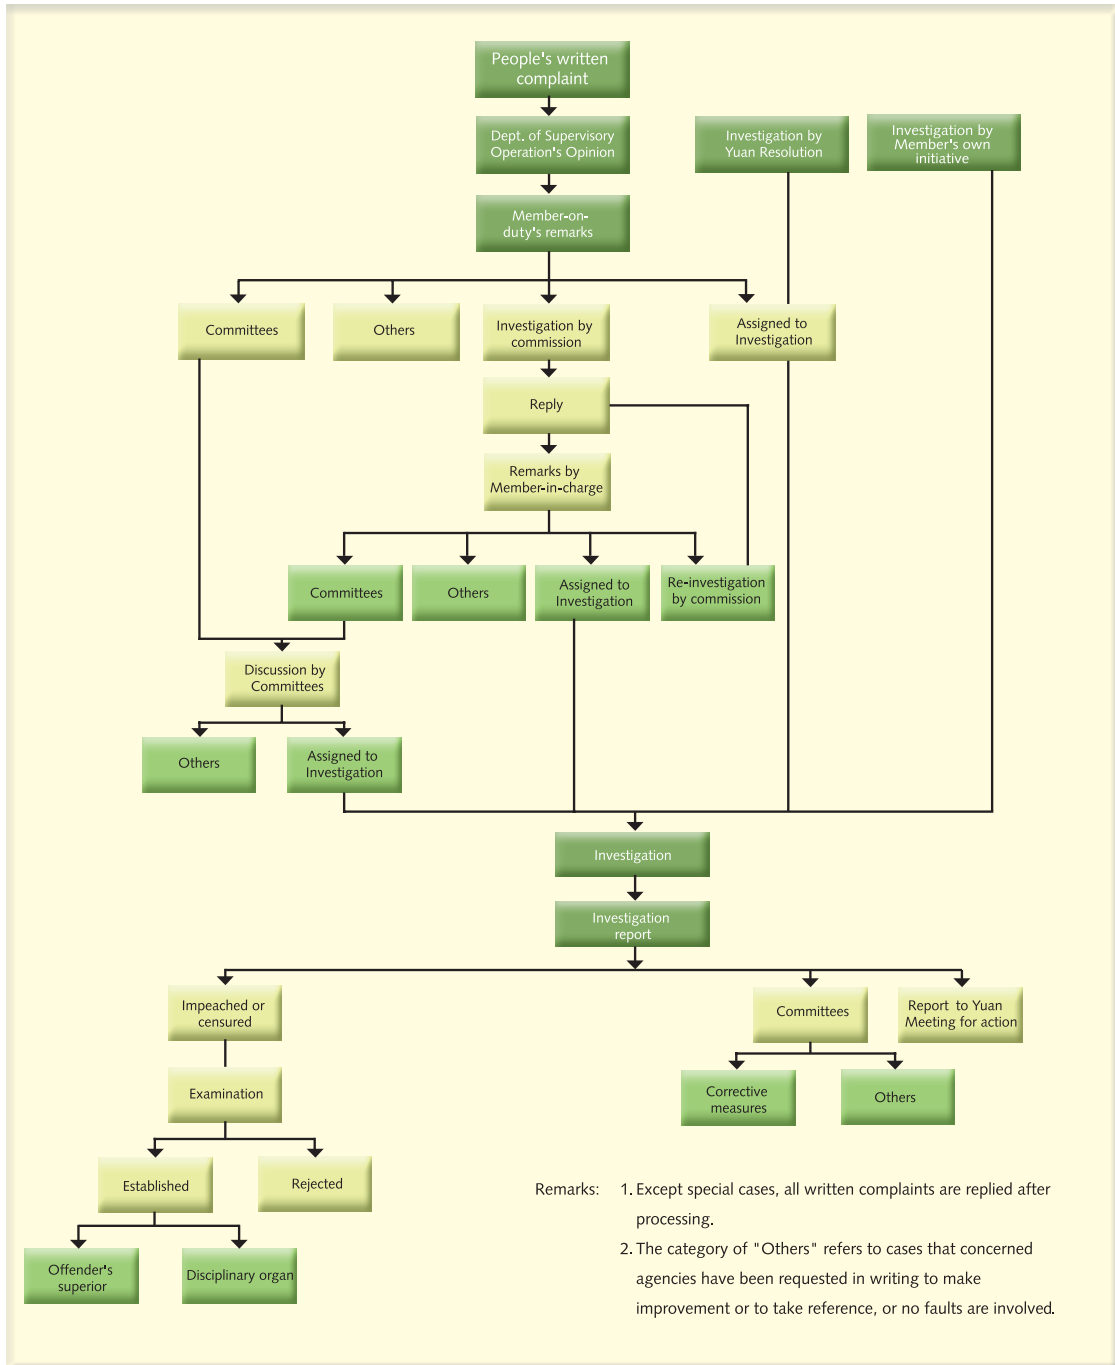 People's written
complaint
Dept. of Supervisory
Operation's Opinion
Investigation by
Yuan Resolution
Investigation by
Member's own
initiative
Member-on-
duty's remarks
Committees
Others
Investigation by
commission
Assigned to
Investigation
Reply
Remarks by
Member-in-charge
Committees
Others
Assigned to
Investigation
Re-investigation
by commission
Discussion by
Committees
Others
Assigned to
Investigation
Investigation
Investigation
report
Impeached or
censured
Committees
Report to Yuan
Meeting for action
Examination
Corrective
measures
Others
Established
Rejected
Offender's
superior
Disciplinary organ
Remarks: 1. Except special cases, all written complaints are replied after
processing.
2. The category of "Others" refers to cases that concerned
agencies have been requested in writing to make
improvement or to take reference, or no faults are involved.